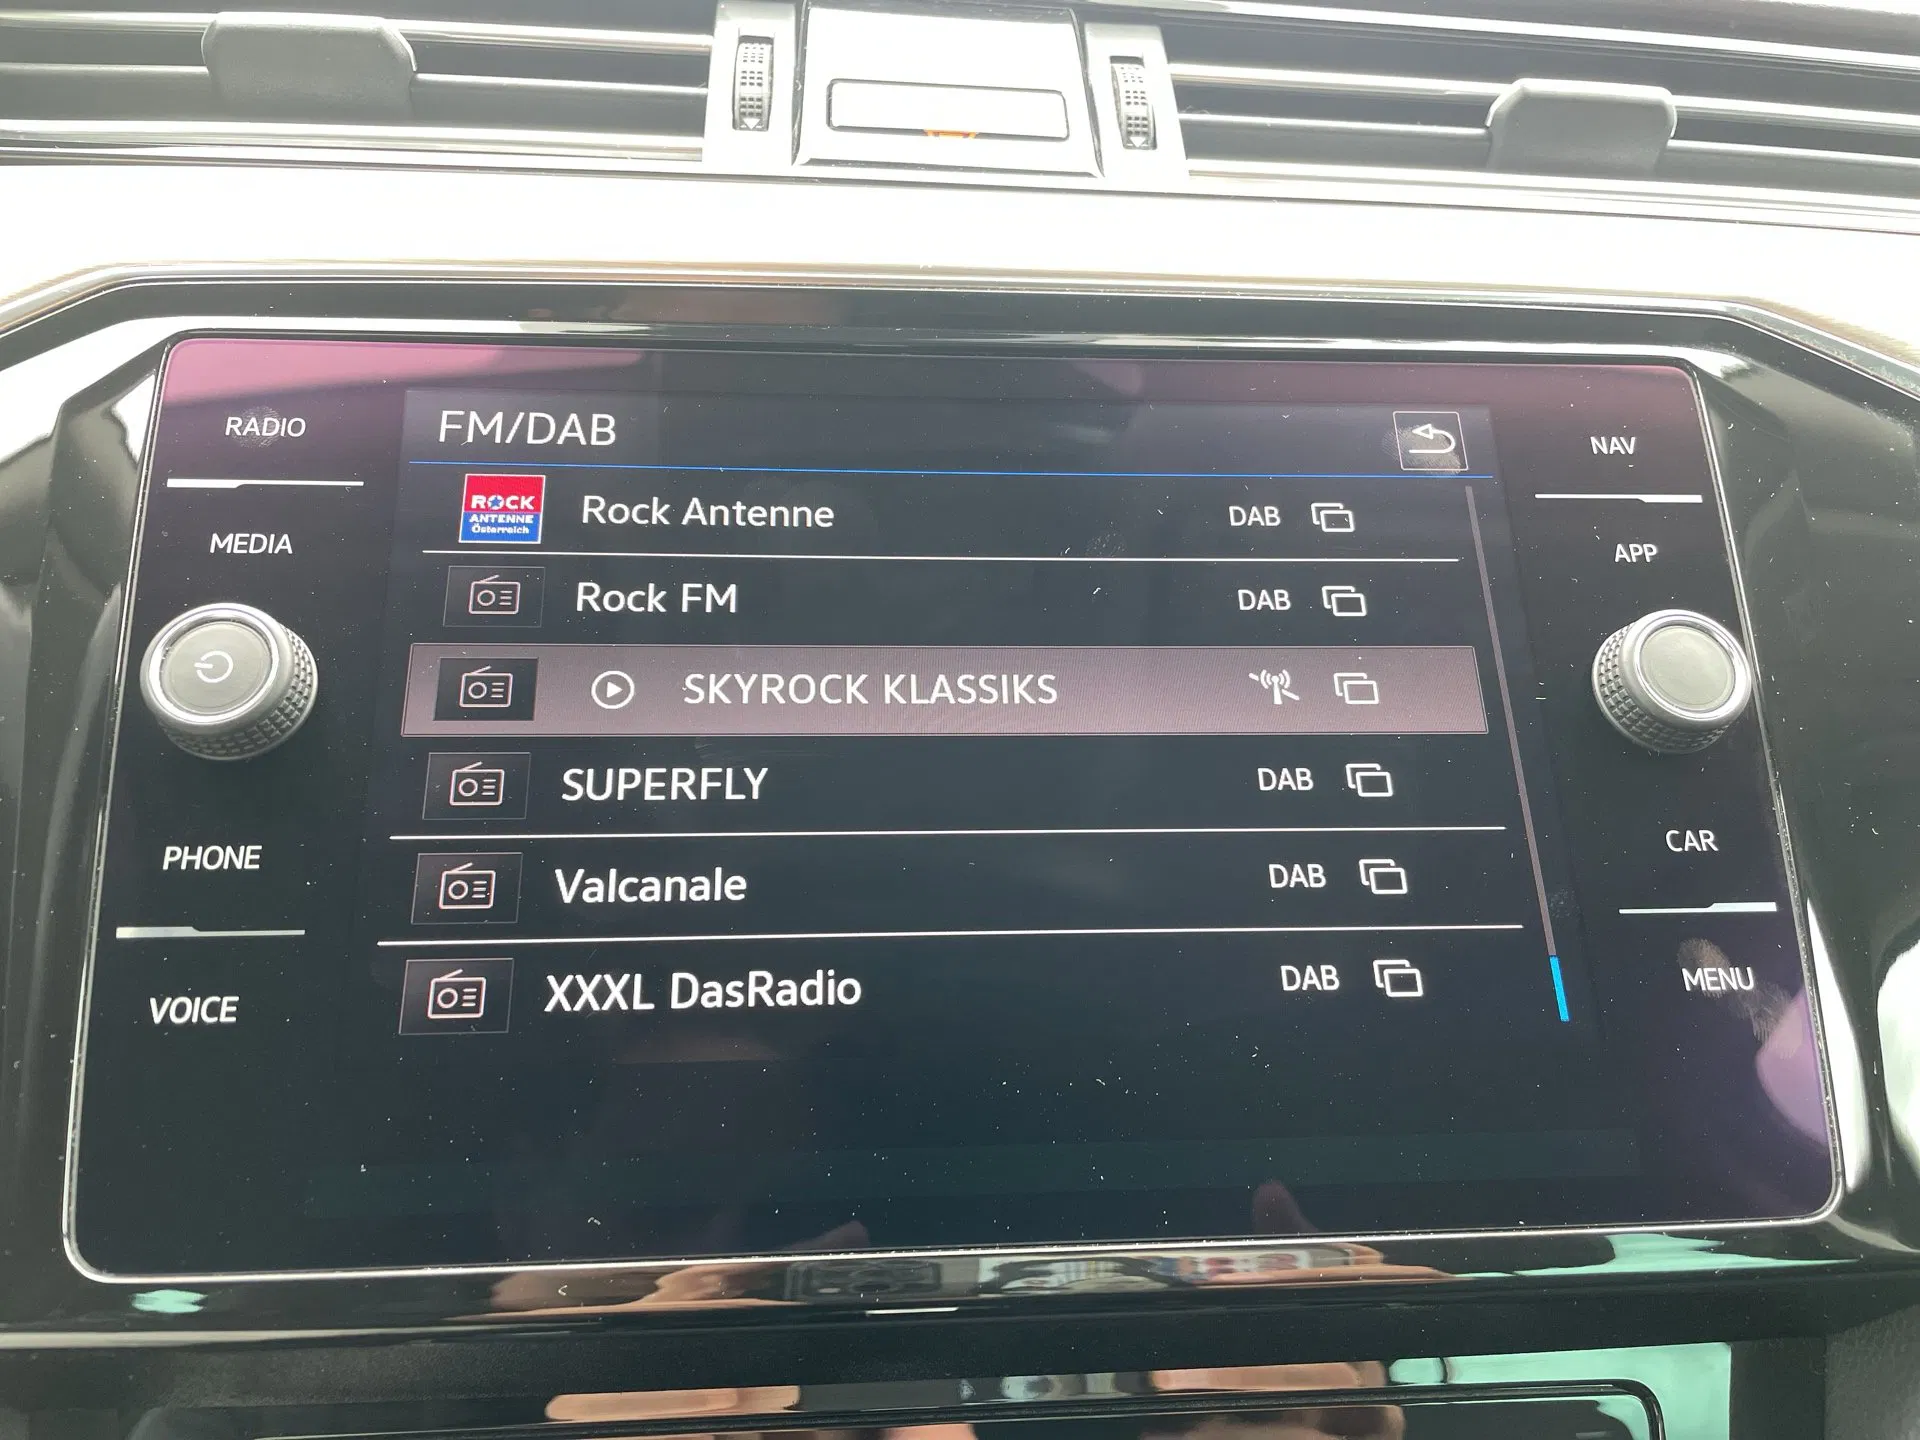 RADIO
MEDIA
PHONE
VOICE
FM/DAB
ROCK
ANTENNE
Österreich
Rock Antenne DAB
Rock FM DAB
SKYROCK KLASSIKS
SUPERFLY DAB
Valcanale DAB
XXXL DasRadio DAB
NAV
APP
CAR
MENU